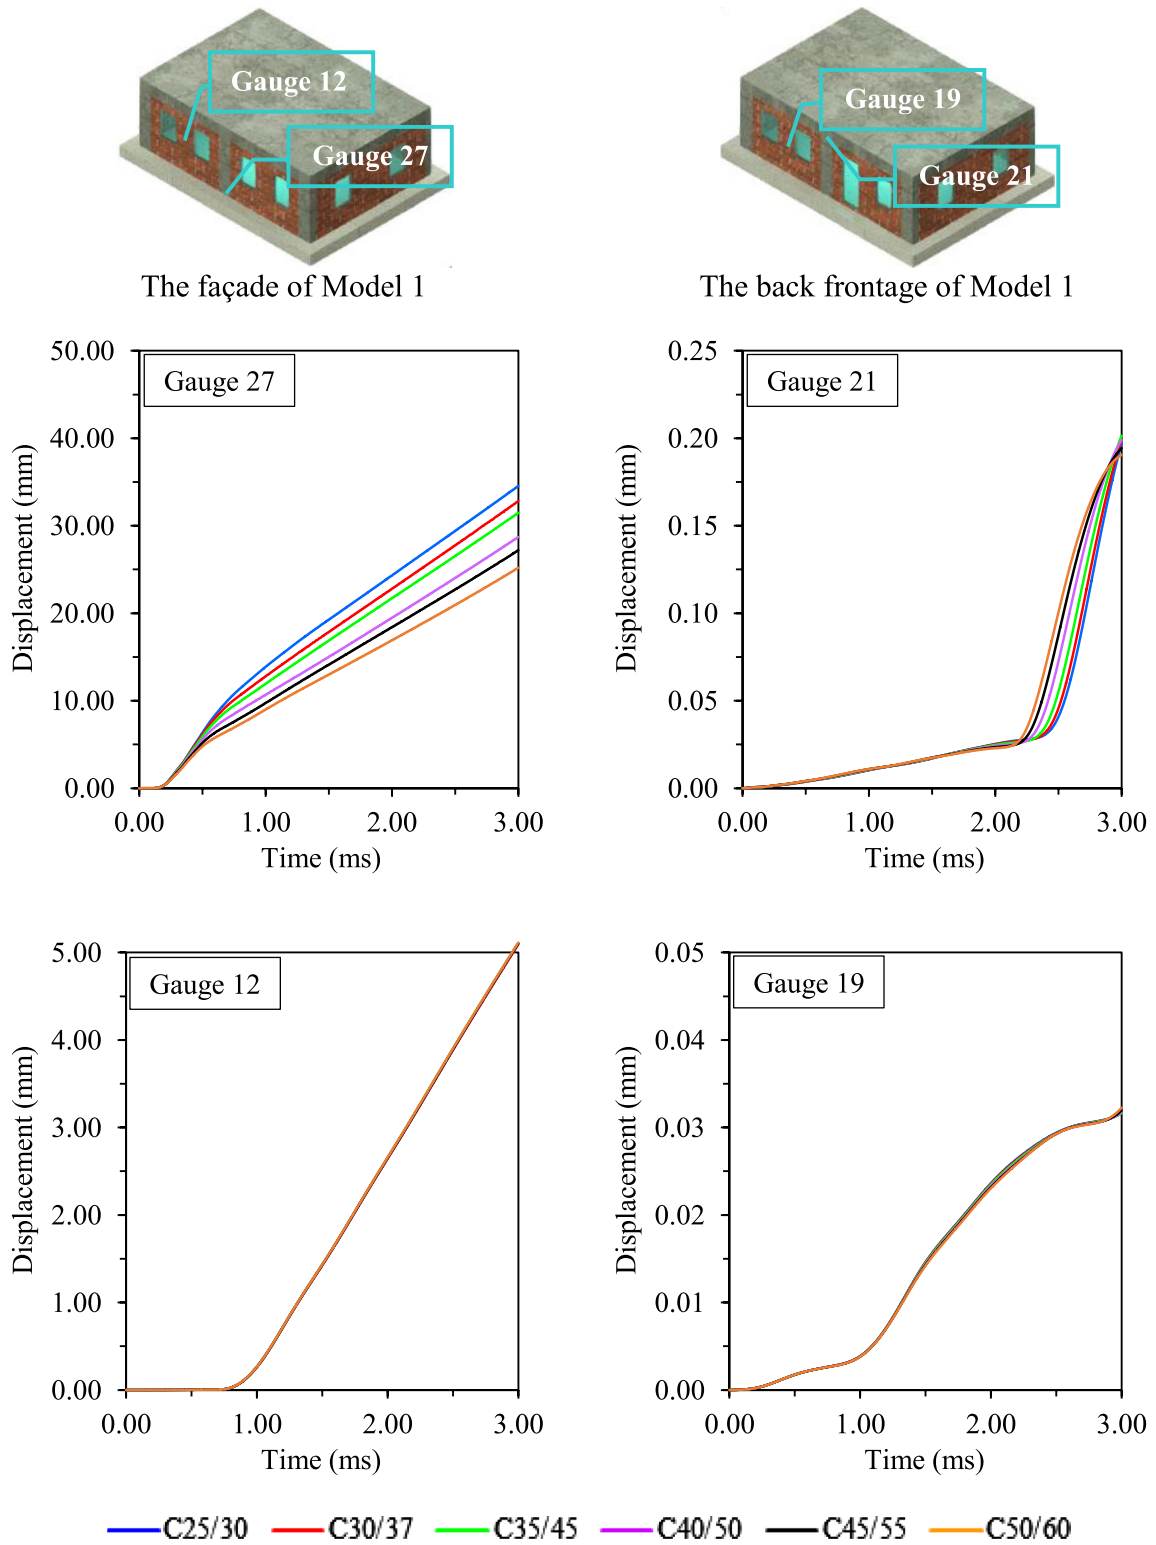 Gauge 12
Gauge 27
Gauge 19
Gauge 21
The façade of Model 1
The back frontage of Model 1
50.00
40.00
30.00
20.00
10.00
0.00
Displacement (mm)
Gauge 27
0.00 1.00 2.00 3.00
Time (ms)
0.25
0.20
0.15
0.10
0.05
0.00
Displacement (mm)
Gauge 21
0.00 1.00 2.00 3.00
Time (ms)
5.00
4.00
3.00
2.00
1.00
0.00
Displacement (mm)
Gauge 12
0.00 1.00 2.00 3.00
Time (ms)
0.05
0.04
0.03
0.02
0.01
0.00
Displacement (mm)
Gauge 19
0.00 1.00 2.00 3.00
Time (ms)
C25/30 C30/37 C35/45 C40/50 C45/55 C50/60